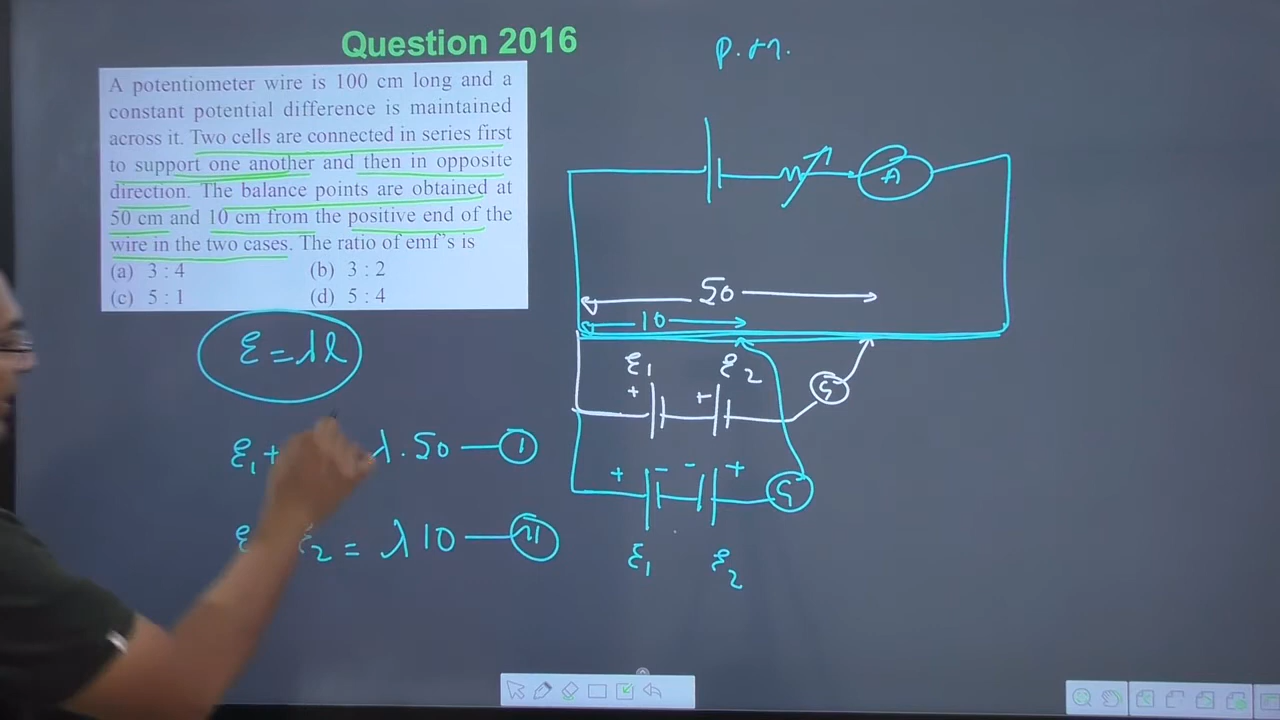 Question 2016
p.m.
A potentiometer wire is 100 cm long and a
constant potential difference is maintained
across it. Two cells are connected in series first
to support one another and then in opposite
direction. The balance points are obtained at
50 cm and 10 cm from the positive end of the
wire in the two cases. The ratio of emf's is
(a) 3 : 4
(b) 3 : 2
(c) 5 : 1
(d) 5 : 4
A
50
10
ε = λl
ε₁ ε₂
+ +
G
ε₁+ λ.50 — 1
+ - - +
G
ε₂ = λ10 — 11
ε₁ ε₂